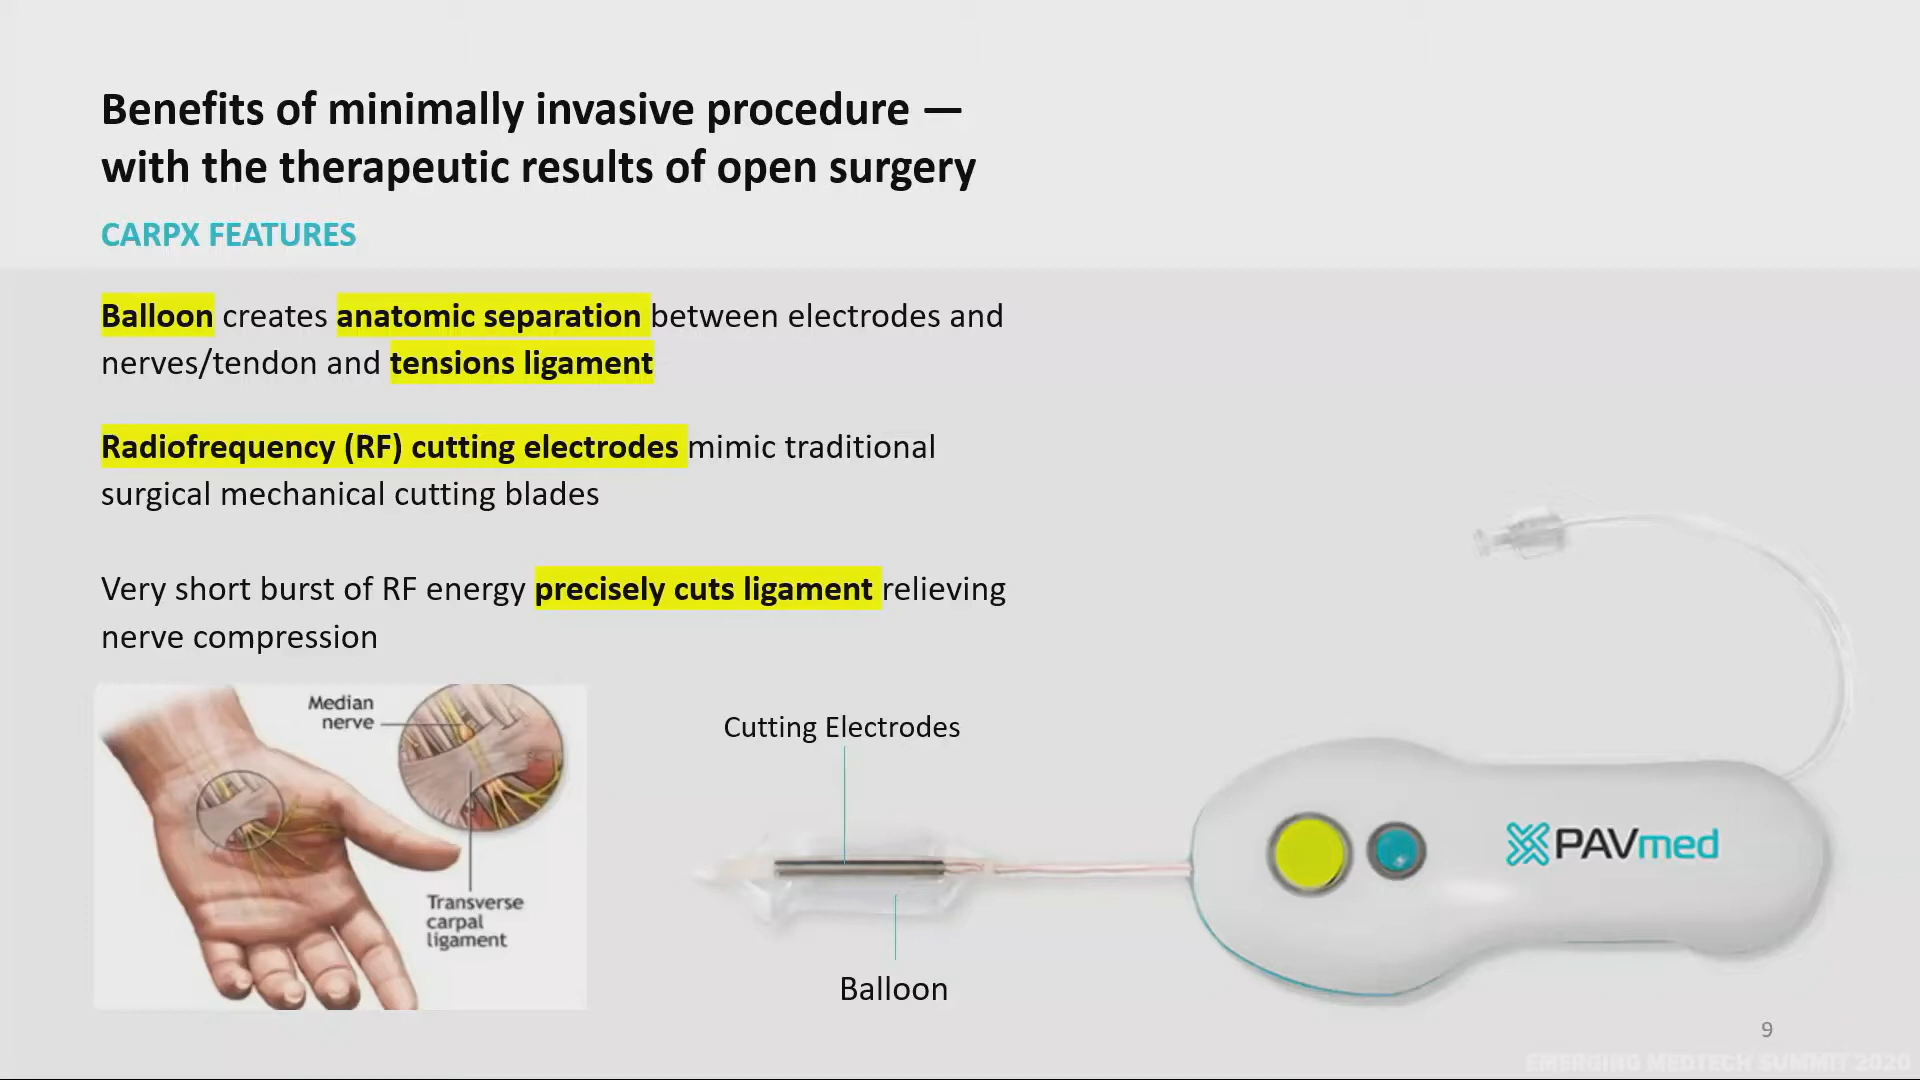 Benefits of minimally invasive procedure —
with the therapeutic results of open surgery
CARPX FEATURES
Balloon creates anatomic separation between electrodes and
nerves/tendon and tensions ligament
Radiofrequency (RF) cutting electrodes mimic traditional
surgical mechanical cutting blades
Very short burst of RF energy precisely cuts ligament relieving
nerve compression
Median
nerve
Transverse
carpal
ligament
Cutting Electrodes
Balloon
PAVmed
9
EMERGING MEDTECH SUMMIT 2020